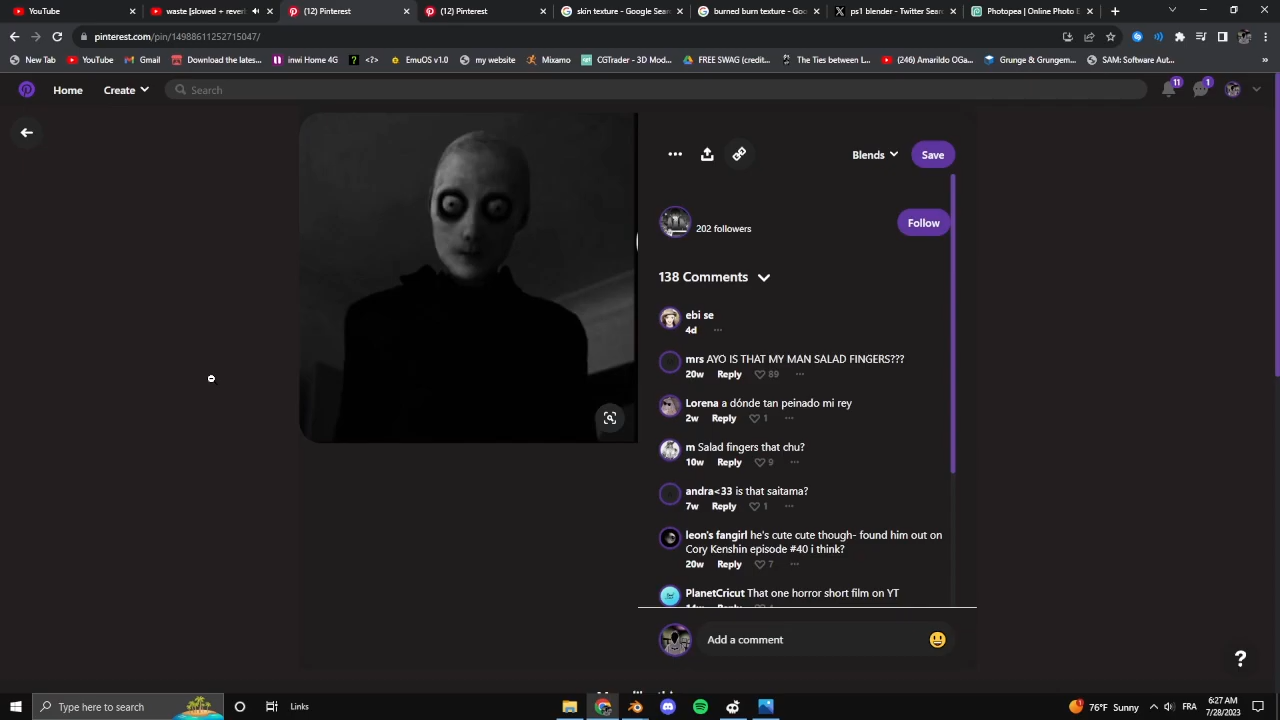 YouTube
waste [slowed + reverb
(12) Pinterest
(12) Pinterest
skin texture - Google Sear
burned burn texture - Go
ps1 blender - Twitter Sear
Photopea | Online Photo E
pinterest.com/pin/14988611252715047/
New Tab
YouTube
Gmail
Download the lates...
inwi Home 4G
<?>
EmuOS v1.0
my website
Mixamo
CGTrader - 3D Mod...
FREE SWAG (credit...
The Ties between L...
(246) Amarildo OGa...
Grunge & Grungem...
SAM: Software Aut...
Home
Create
Search
11
1
Blends
Save
202 followers
Follow
138 Comments
ebi se
4d
mrs AYO IS THAT MY MAN SALAD FINGERS???
20w Reply 89
Lorena a dónde tan peinado mi rey
2w Reply 1
m Salad fingers that chu?
10w Reply 9
andra<33 is that saitama?
7w Reply 1
leon's fangirl he's cute cute though- found him out on
Cory Kenshin episode #40 i think?
20w Reply 7
PlanetCricut That one horror short film on YT
Add a comment
?
Type here to search
Links
76°F Sunny
FRA
6:27 AM
7/28/2023